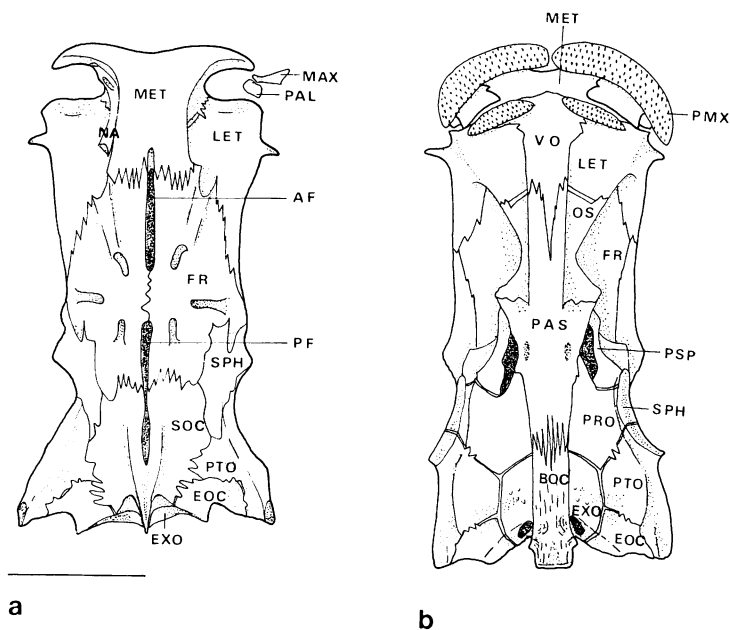 MET
MAX
PAL
NA
LET
AF
FR
PF
SPH
SOC
PTO
EOC
EXO
a
MET
PMX
VO
LET
OS
FR
PAS
PSP
SPH
PRO
BOC
PTO
EXO
EOC
b